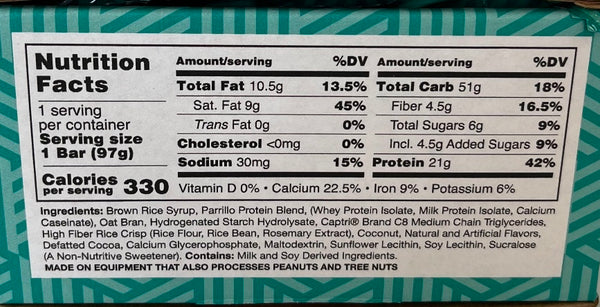 Nutrition Facts
1 serving
per container
Serving size
1 Bar (97g)
Calories
per serving 330
Amount/serving %DV
Total Fat 10.5g 13.5%
Sat. Fat 9g 45%
Trans Fat 0g 0%
Cholesterol <0mg 0%
Sodium 30mg 15%
Amount/serving %DV
Total Carb 51g 18%
Fiber 4.5g 16.5%
Total Sugars 6g 9%
Incl. 4.5g Added Sugars 9%
Protein 21g 42%
Vitamin D 0% • Calcium 22.5% • Iron 9% • Potassium 6%
Ingredients: Brown Rice Syrup, Parrillo Protein Blend, (Whey Protein Isolate, Milk Protein Isolate, Calcium
Caseinate), Oat Bran, Hydrogenated Starch Hydrolysate, Captri® Brand C8 Medium Chain Triglycerides,
High Fiber Rice Crisp (Rice Flour, Rice Bean, Rosemary Extract), Coconut, Natural and Artificial Flavors,
Defatted Cocoa, Calcium Glycerophosphate, Maltodextrin, Sunflower Lecithin, Soy Lecithin, Sucralose
(A Non-Nutritive Sweetener). Contains: Milk and Soy Derived Ingredients.
MADE ON EQUIPMENT THAT ALSO PROCESSES PEANUTS AND TREE NUTS